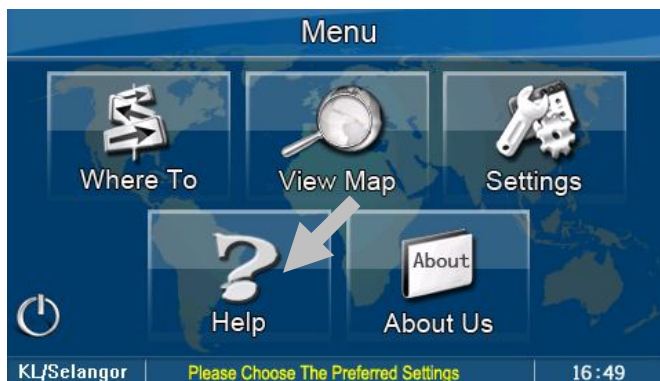 Menu
Where To
View Map
Settings
About
Help
About Us
KL/Selangor
Please Choose The Preferred Settings
16:49